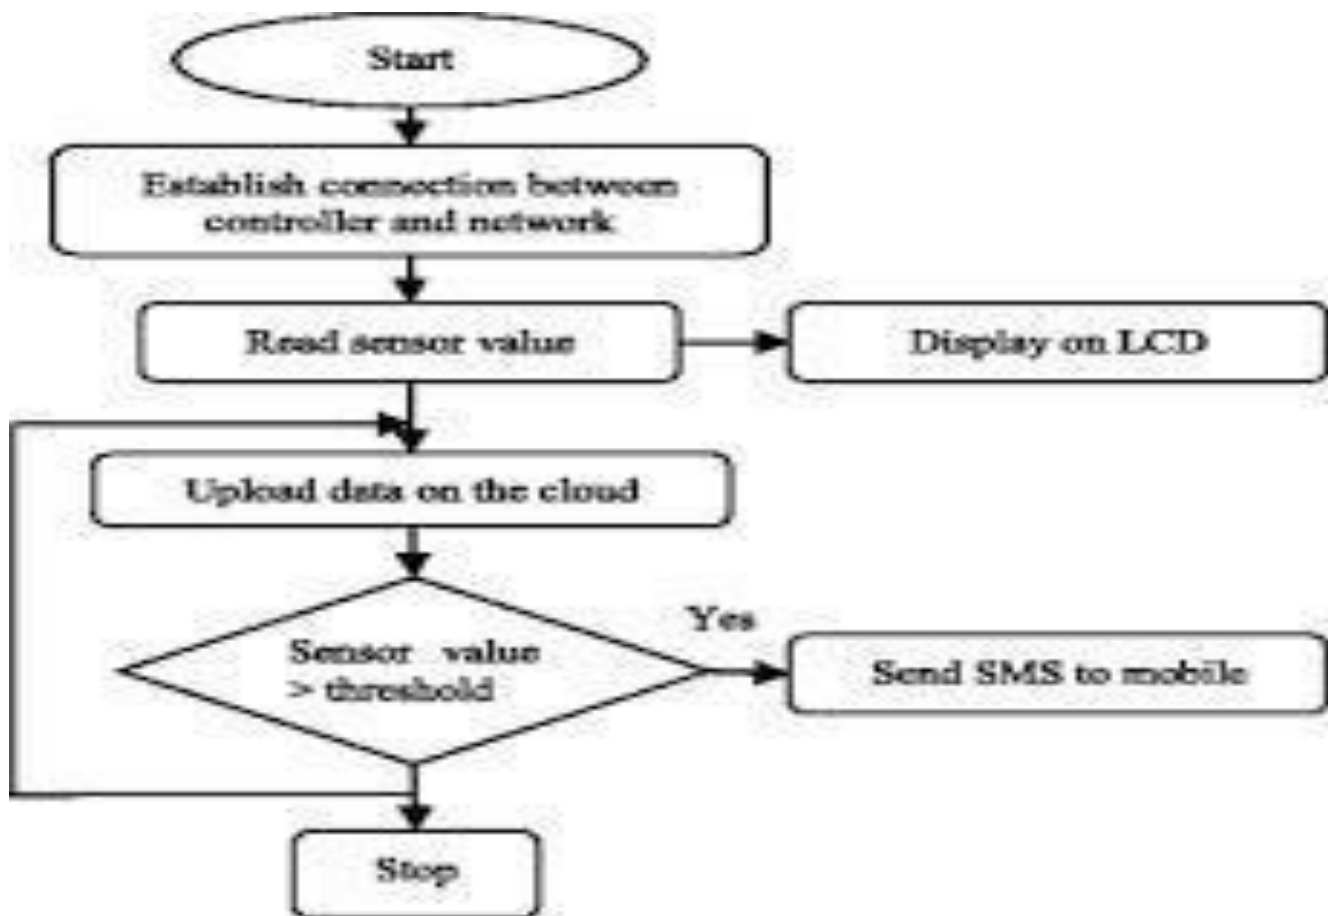 Start
Establish connection between
controller and network
Read sensor value
Display on LCD
Upload data on the cloud
Yes
Sensor value
> threshold
Send SMS to mobile
Stop